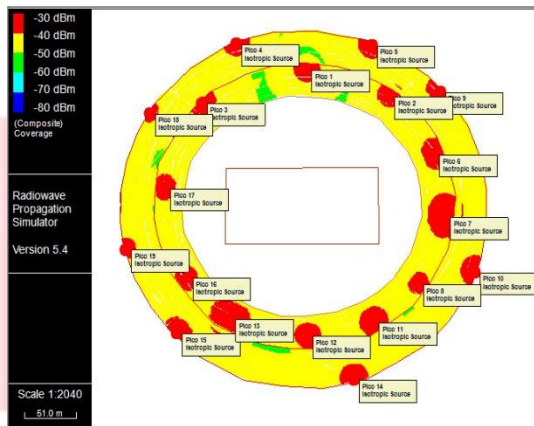 -30 dBm
-40 dBm
-50 dBm
-60 dBm
-70 dBm
-80 dBm
(Composite)
Coverage
Radiowave
Propagation
Simulator
Version 5.4
Scale 1:2040
51.0 m
Pico 4
Isotropic Source
Pico 5
Isotropic Source
Pico 1
Isotropic Source
Pico 2
Isotropic Source
Pico 9
Isotropic Source
Pico 3
Isotropic Source
Pico 18
Isotropic Source
Pico 6
Isotropic Source
Pico 17
Isotropic Source
Pico 7
Isotropic Source
Pico 19
Isotropic Source
Pico 10
Isotropic Source
Pico 16
Isotropic Source
Pico 8
Isotropic Source
Pico 13
Isotropic Source
Pico 11
Isotropic Source
Pico 15
Isotropic Source
Pico 12
Isotropic Source
Pico 14
Isotropic Source